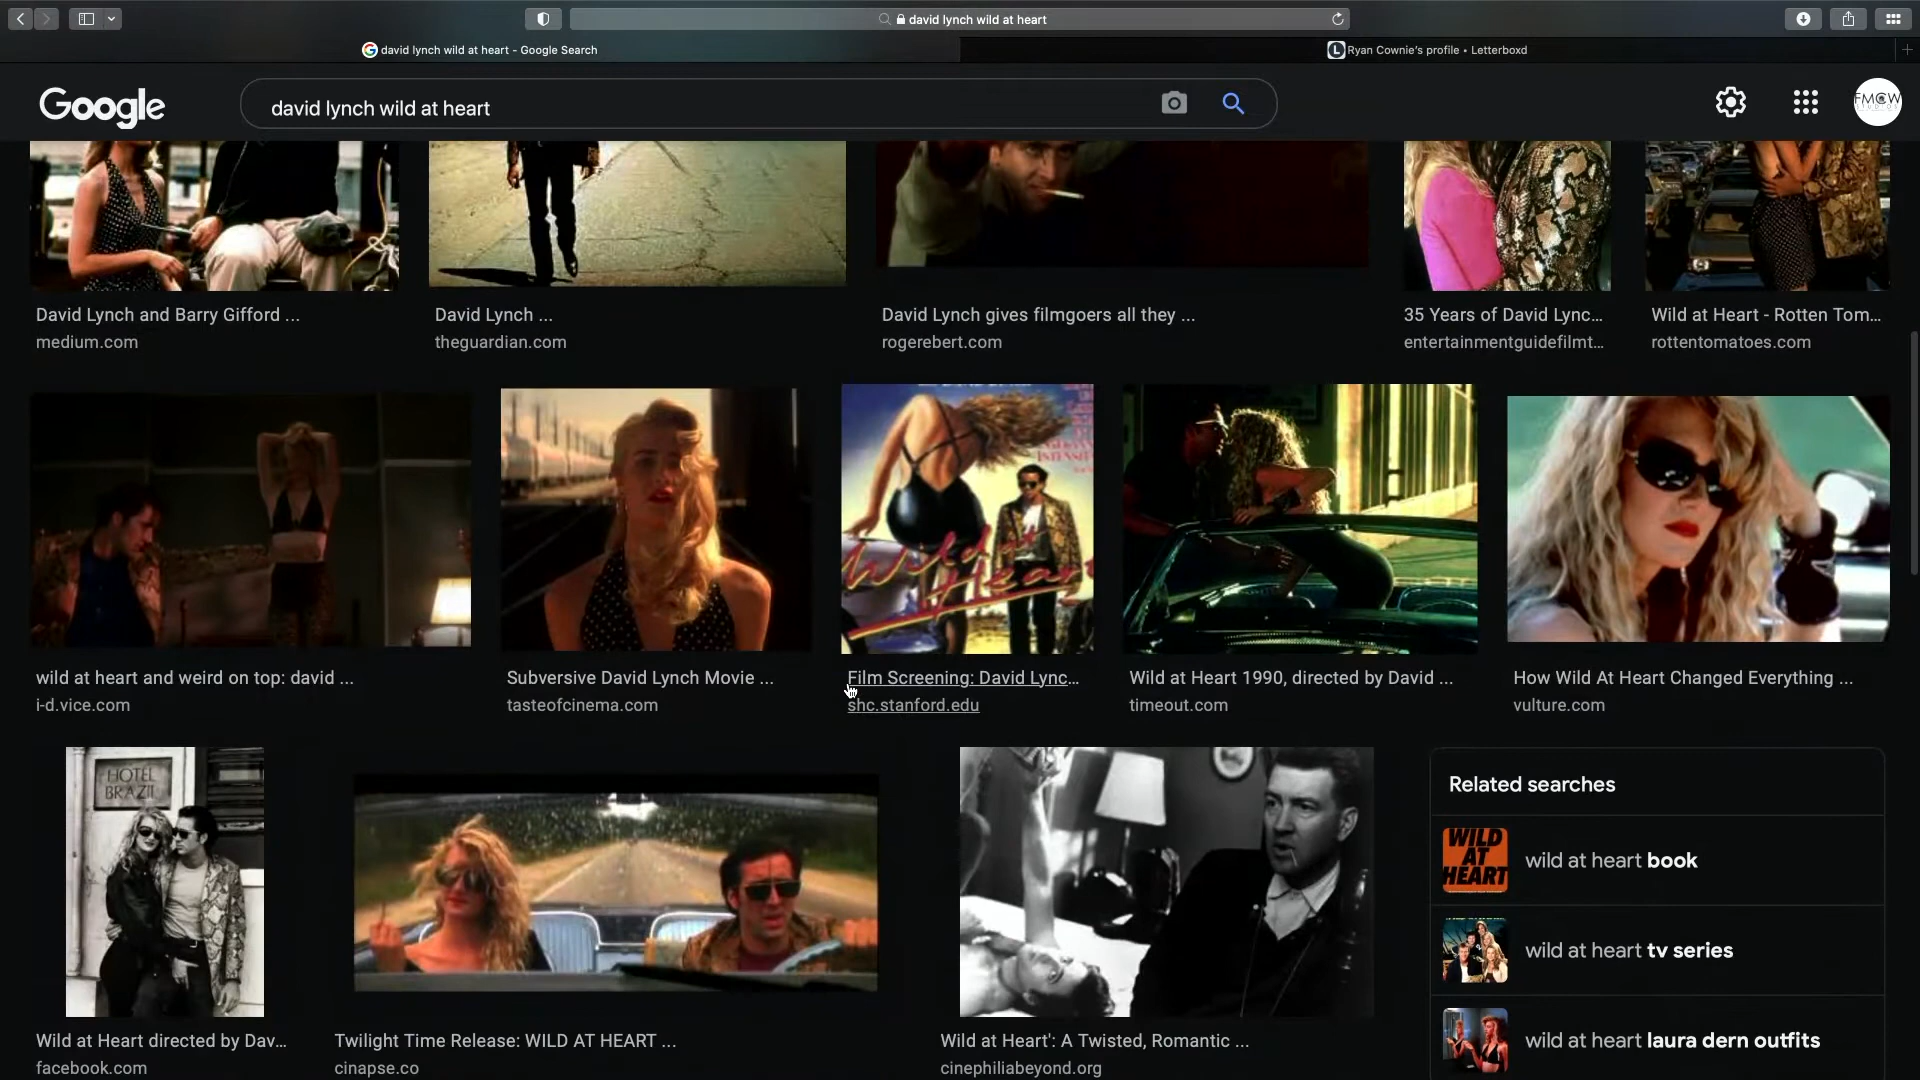 david lynch wild at heart
david lynch wild at heart - Google Search
Ryan Cownie's profile • Letterboxd
Google
david lynch wild at heart
FMCW
David Lynch and Barry Gifford ...
medium.com
David Lynch ...
theguardian.com
David Lynch gives filmgoers all they ...
rogerebert.com
35 Years of David Lync...
entertainmentguidefilmt...
Wild at Heart - Rotten Tom...
rottentomatoes.com
Wild at Heart
wild at heart and weird on top: david ...
i-d.vice.com
Subversive David Lynch Movie ...
tasteofcinema.com
Film Screening: David Lync...
shc.stanford.edu
Wild at Heart 1990, directed by David ...
timeout.com
How Wild At Heart Changed Everything ...
vulture.com
HOTEL
BRAZIL
Wild at Heart directed by Dav...
facebook.com
Twilight Time Release: WILD AT HEART ...
cinapse.co
Wild at Heart': A Twisted, Romantic ...
cinephiliabeyond.org
Related searches
WILD
AT
HEART
wild at heart book
wild at heart tv series
wild at heart laura dern outfits